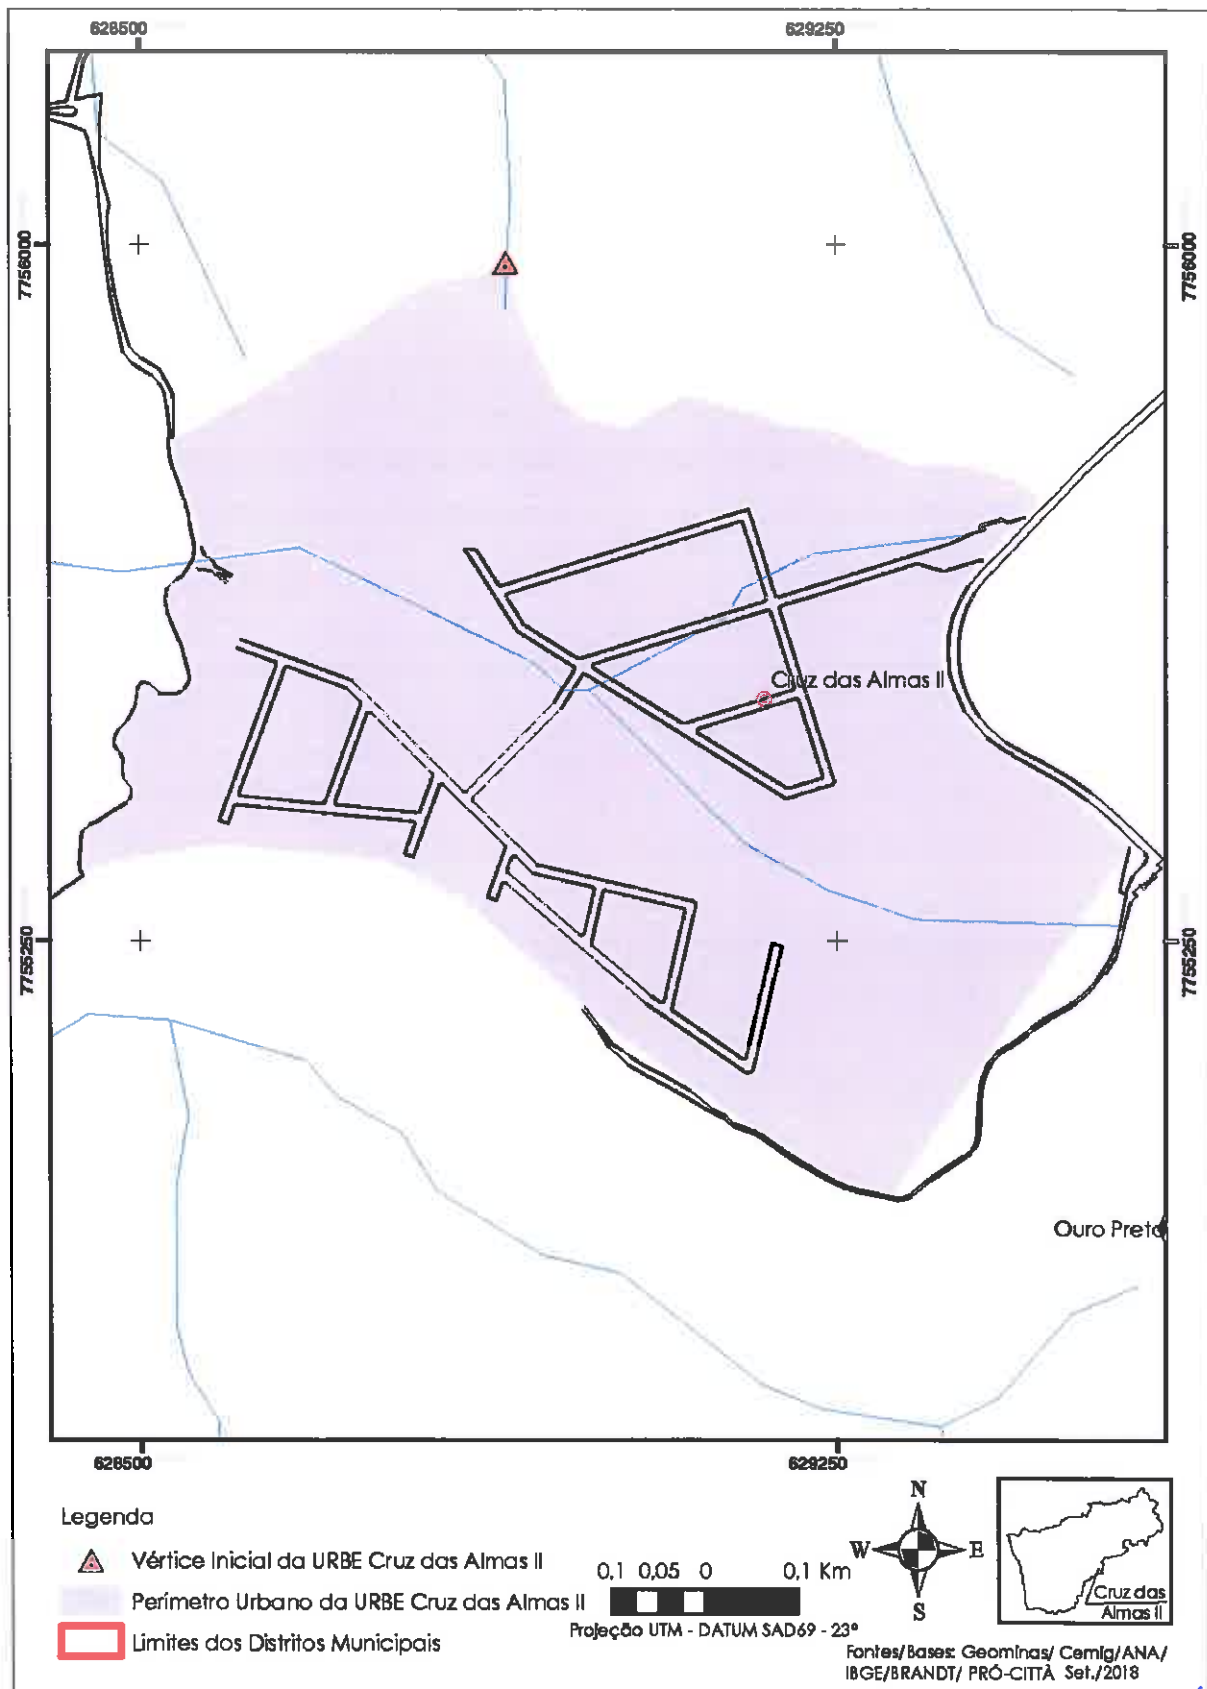 628500
629250
7756000
7756000
Cruz das Almas II
7755250
7755250
Ouro Preto
628500
629250
Legenda
Vértice Inicial da URBE Cruz das Almas II
Perímetro Urbano da URBE Cruz das Almas II
Limites dos Distritos Municipais
0,1 0,05 0 0,1 Km
Projeção UTM - DATUM SAD69 - 23º
N
W E
S
Cruz das
Almas II
Fontes/Bases: Geominas/ Cemig/ANA/
IBGE/BRANDT/ PRÓ-CITTÀ Set./2018